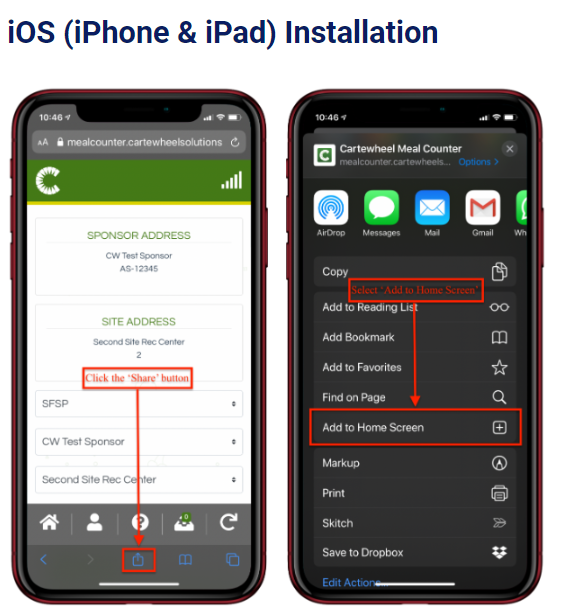 iOS (iPhone & iPad) Installation
10:46
AA mealcounter.cartewheelsolutions
C
SPONSOR ADDRESS
CW Test Sponsor
AS-12345
SITE ADDRESS
Second Site Rec Center
2
Click the 'Share' button
SFSP
CW Test Sponsor
Second Site Rec Center
0
10:46
C
Cartewheel Meal Counter
mealcounter.cartewheels... Options >
AirDrop
Messages
Mail
Gmail
Wh
Copy
Select 'Add to Home Screen'
Add to Reading List
Add Bookmark
Add to Favorites
Find on Page
Add to Home Screen
Markup
Print
Skitch
Save to Dropbox
Edit Actions...